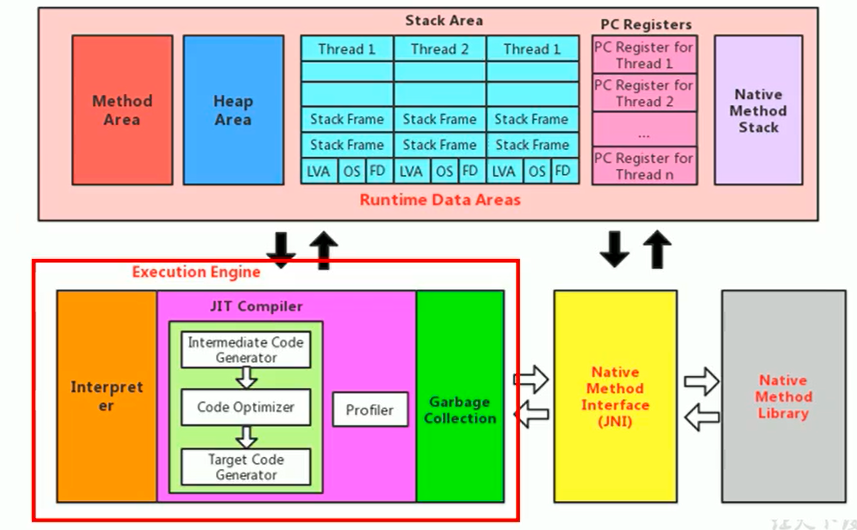 Stack Area
PC Registers
Method
Area
Heap
Area
Thread 1
Thread 2
Thread 1
Stack Frame
Stack Frame
Stack Frame
Stack Frame
Stack Frame
Stack Frame
LVA
OS
FD
LVA
OS
FD
LVA
OS
FD
PC Register for
Thread 1
PC Register for
Thread 2
...
PC Register for
Thread n
Native
Method
Stack
Runtime Data Areas
Execution Engine
Interpret
er
JIT Compiler
Intermediate Code
Generator
Code Optimizer
Target Code
Generator
Profiler
Garbage
Collection
Native
Method
Interface
(JNI)
Native
Method
Library